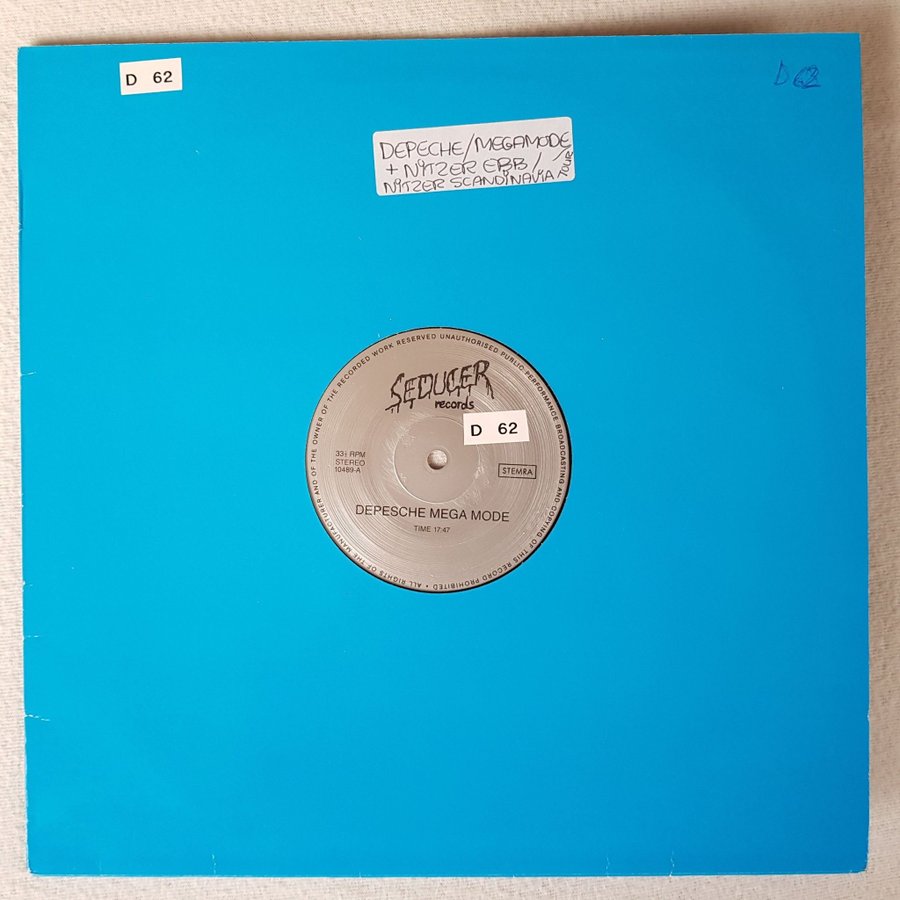 D 62
D 62
DEPECHE/MEGAMODE
+ NITZER EBB/
NITZER SCANDINAVIA TOUR
SEDUCER
records
D 62
33⅓ RPM
STEREO
10489-A
STEMRA
DEPESCHE MEGA MODE
TIME 17:47
ALL RIGHTS OF THE MANUFACTURER AND OF THE OWNER OF THE RECORDED WORK RESERVED UNAUTHORISED PUBLIC PERFORMANCE BROADCASTING AND COPYING OF THIS RECORD PROHIBITED •